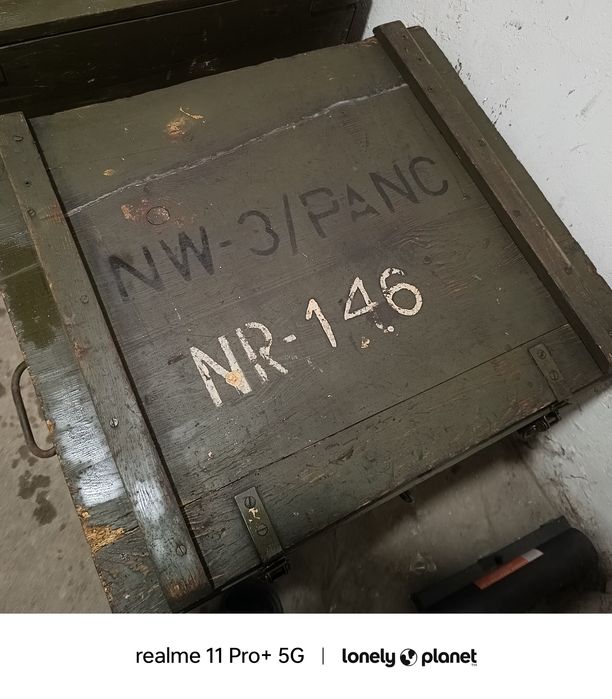 NW-3/PANC
NR-146
realme 11 Pro+ 5G | lonely planet